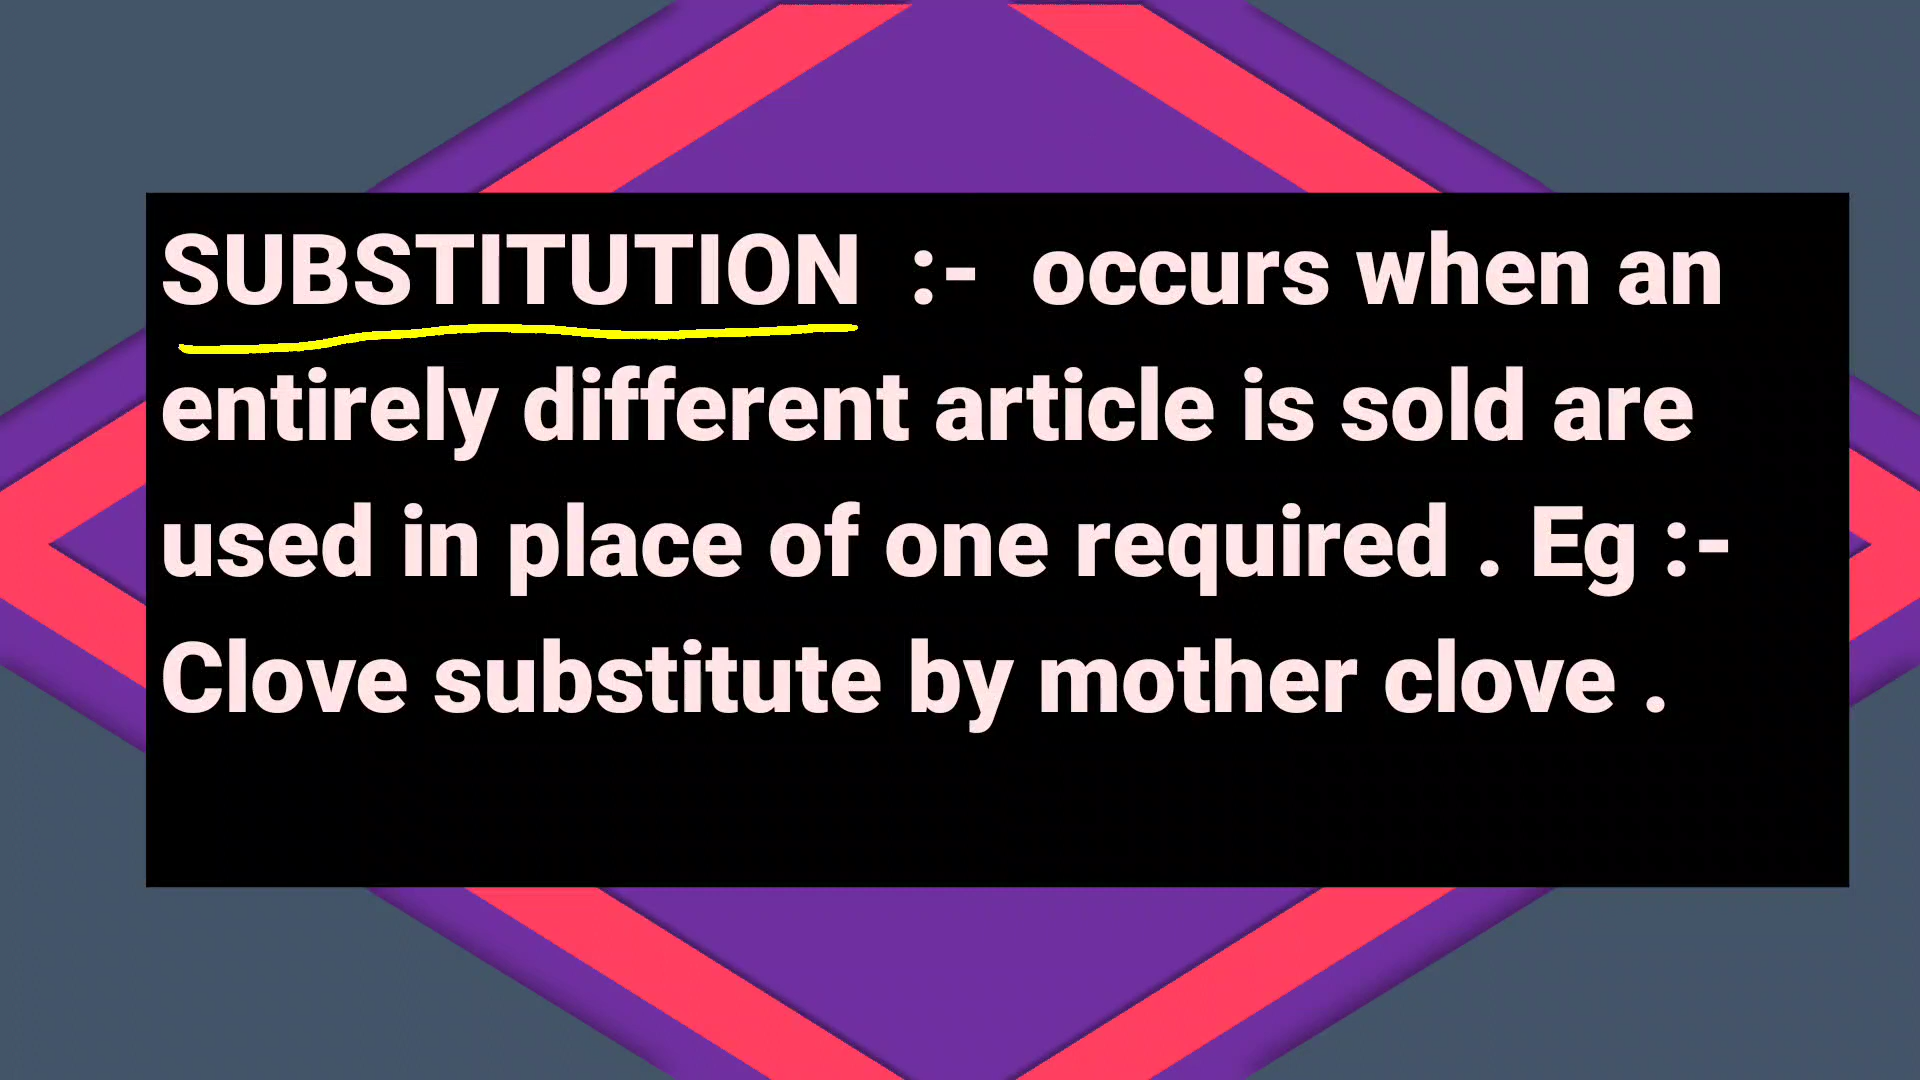 SUBSTITUTION :- occurs when an
entirely different article is sold are
used in place of one required . Eg :-
Clove substitute by mother clove .